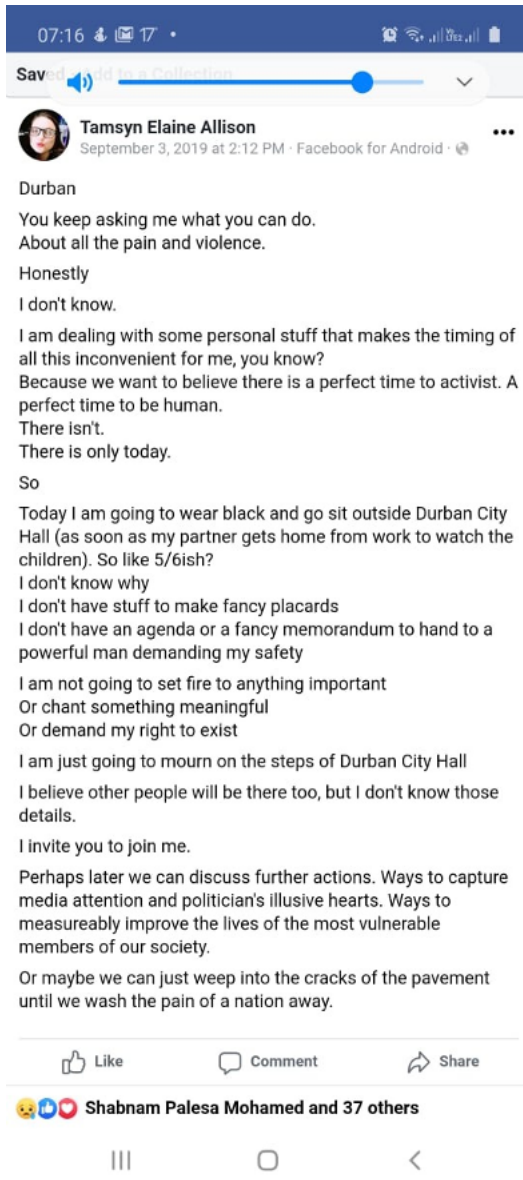 07:16 17 •
Saved Add to a Collection
Tamsyn Elaine Allison
September 3, 2019 at 2:12 PM · Facebook for Android ·
Durban
You keep asking me what you can do.
About all the pain and violence.
Honestly
I don't know.
I am dealing with some personal stuff that makes the timing of
all this inconvenient for me, you know?
Because we want to believe there is a perfect time to activist. A
perfect time to be human.
There isn't.
There is only today.
So
Today I am going to wear black and go sit outside Durban City
Hall (as soon as my partner gets home from work to watch the
children). So like 5/6ish?
I don't know why
I don't have stuff to make fancy placards
I don't have an agenda or a fancy memorandum to hand to a
powerful man demanding my safety
I am not going to set fire to anything important
Or chant something meaningful
Or demand my right to exist
I am just going to mourn on the steps of Durban City Hall
I believe other people will be there too, but I don't know those
details.
I invite you to join me.
Perhaps later we can discuss further actions. Ways to capture
media attention and politician's illusive hearts. Ways to
measureably improve the lives of the most vulnerable
members of our society.
Or maybe we can just weep into the cracks of the pavement
until we wash the pain of a nation away.
Like Comment Share
Shabnam Palesa Mohamed and 37 others